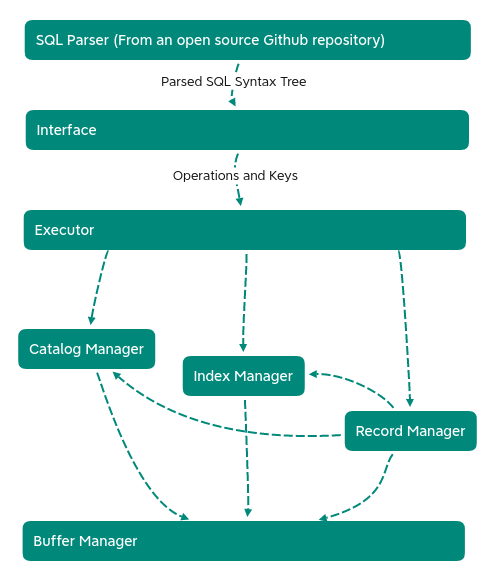 SQL Parser (From an open source Github repository)
Parsed SQL Syntax Tree
Interface
Operations and Keys
Executor
Catalog Manager
Index Manager
Record Manager
Buffer Manager